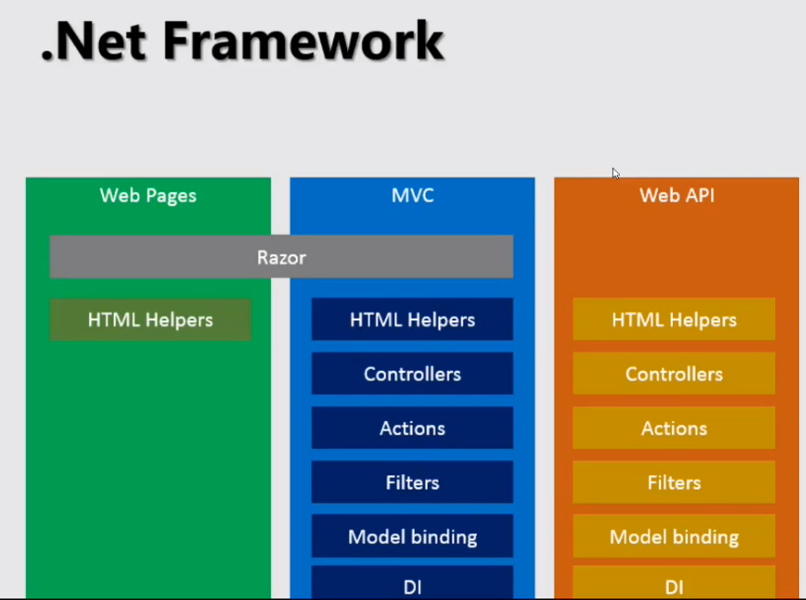 .Net Framework
Web Pages
MVC
Web API
Razor
HTML Helpers
HTML Helpers
HTML Helpers
Controllers
Controllers
Actions
Actions
Filters
Filters
Model binding
Model binding
DI
DI